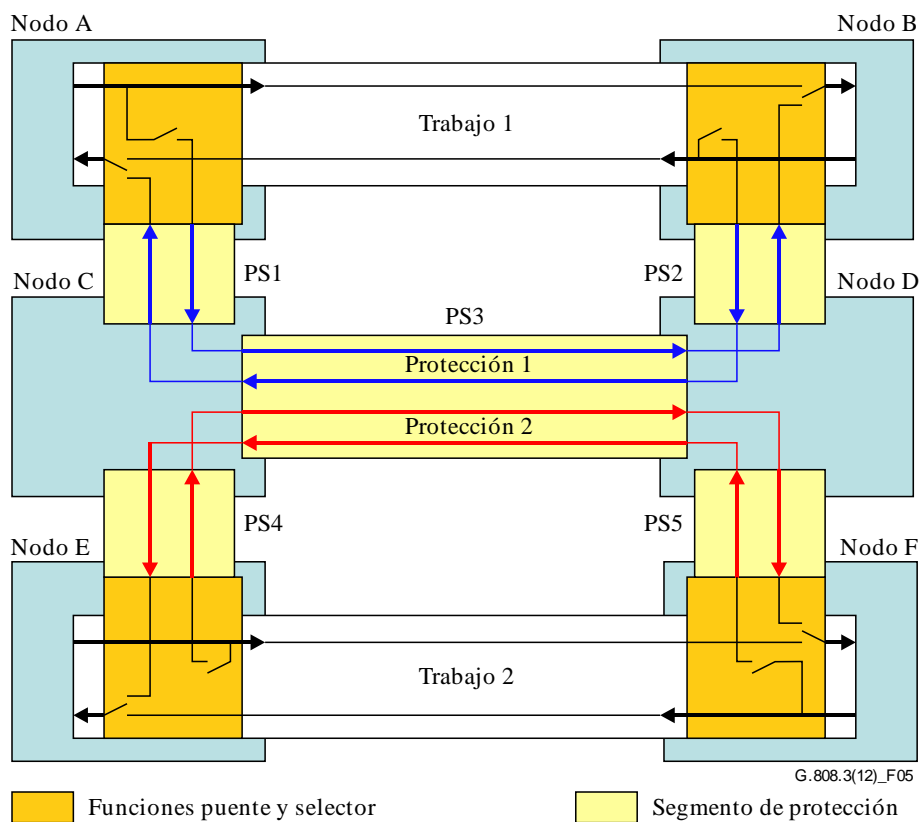 Nodo A
Nodo B
Trabajo 1
Nodo C
PS1
PS2
Nodo D
PS3
Protección 1
Protección 2
Nodo E
PS4
PS5
Nodo F
Trabajo 2
G.808.3(12)_F05
Funciones puente y selector
Segmento de protección